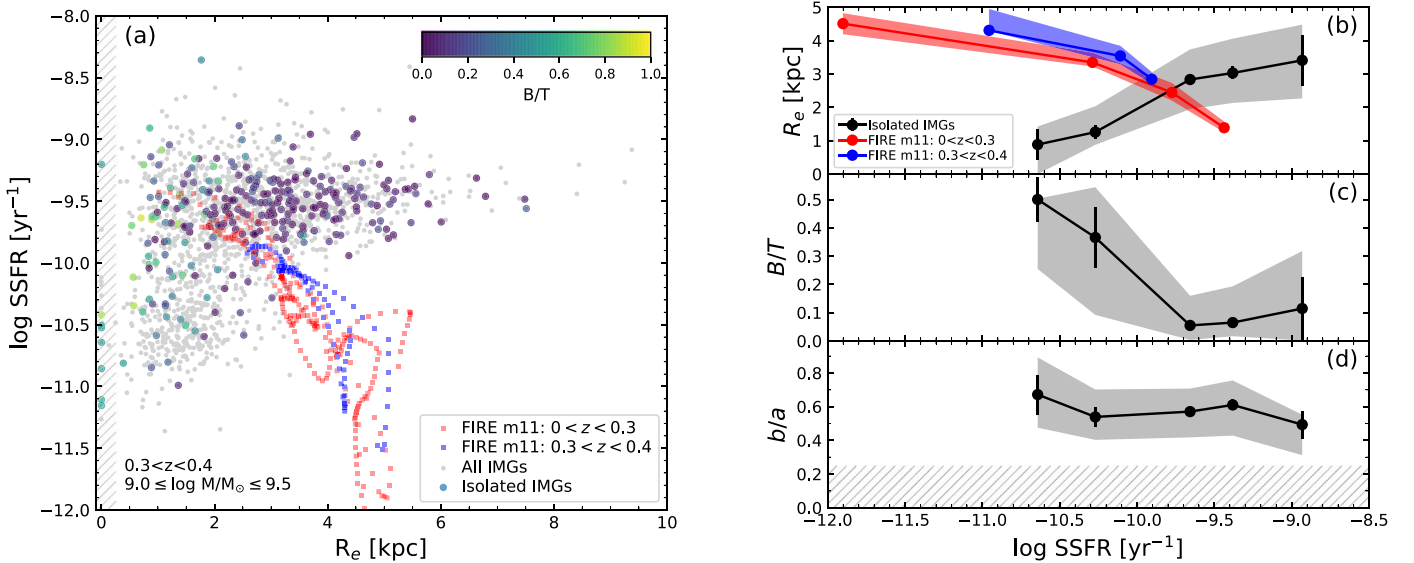 (a)
0.0 0.2 0.4 0.6 0.8 1.0
B/T
−8.0
−8.5
−9.0
−9.5
−10.0
−10.5
−11.0
−11.5
−12.0
log SSFR [yr⁻¹]
FIRE m11: 0 < z < 0.3
FIRE m11: 0.3 < z < 0.4
All IMGs
Isolated IMGs
0.3<z<0.4
9.0 ≤ log M/M☉ ≤ 9.5
0 2 4 6 8 10
Rₑ [kpc]
(b)
5
4
3
2
1
0
Rₑ [kpc]
Isolated IMGs
FIRE m11: 0<z<0.3
FIRE m11: 0.3<z<0.4
(c)
0.5
0.4
0.3
0.2
0.1
0.0
B/T
(d)
0.8
0.6
0.4
0.2
0.0
b/a
−12.0 −11.5 −11.0 −10.5 −10.0 −9.5 −9.0 −8.5
log SSFR [yr⁻¹]